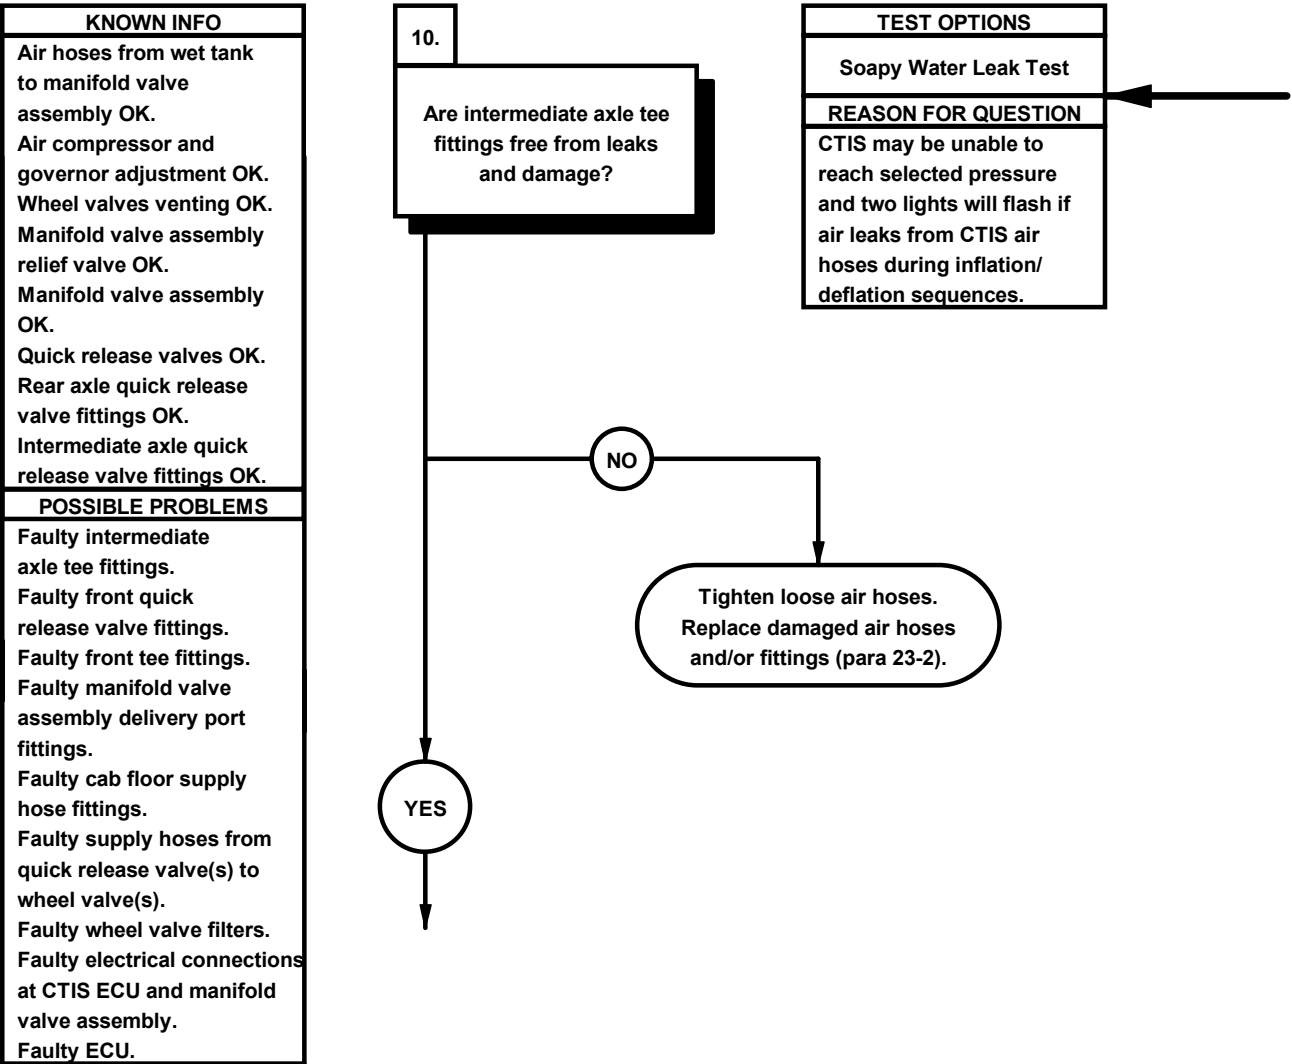 KNOWN INFO
Air hoses from wet tank
to manifold valve
assembly OK.
Air compressor and
governor adjustment OK.
Wheel valves venting OK.
Manifold valve assembly
relief valve OK.
Manifold valve assembly
OK.
Quick release valves OK.
Rear axle quick release
valve fittings OK.
Intermediate axle quick
release valve fittings OK.
POSSIBLE PROBLEMS
Faulty intermediate
axle tee fittings.
Faulty front quick
release valve fittings.
Faulty front tee fittings.
Faulty manifold valve
assembly delivery port
fittings.
Faulty cab floor supply
hose fittings.
Faulty supply hoses from
quick release valve(s) to
wheel valve(s).
Faulty wheel valve filters.
Faulty electrical connections
at CTIS ECU and manifold
valve assembly.
Faulty ECU.
10.
Are intermediate axle tee
fittings free from leaks
and damage?
NO
Tighten loose air hoses.
Replace damaged air hoses
and/or fittings (para 23-2).
YES
TEST OPTIONS
Soapy Water Leak Test
REASON FOR QUESTION
CTIS may be unable to
reach selected pressure
and two lights will flash if
air leaks from CTIS air
hoses during inflation/
deflation sequences.